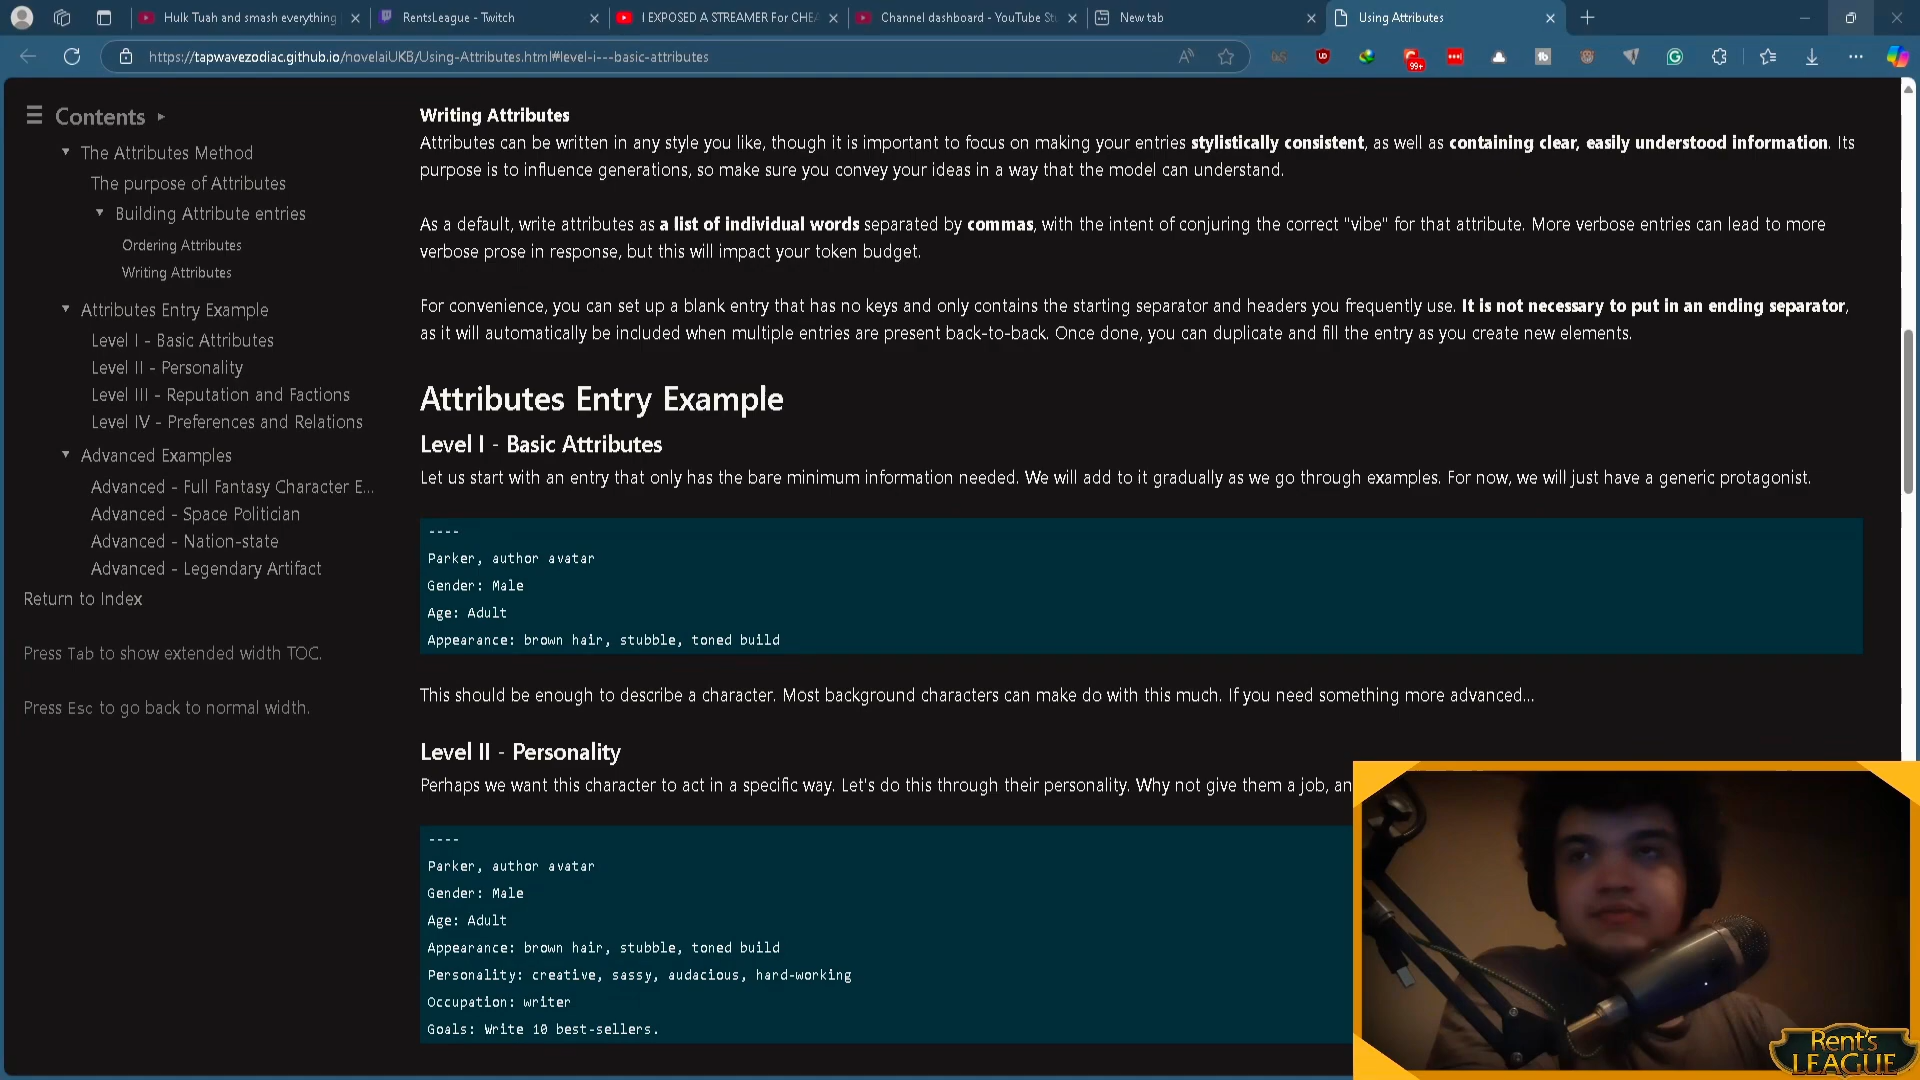 Hulk Tuah and smash everything
RentsLeague - Twitch
I EXPOSED A STREAMER For CHEA
Channel dashboard - YouTube Stu
New tab
Using Attributes
https://tapwavezodiac.github.io/novelaiUKB/Using-Attributes.html#level-i---basic-attributes
99+
Contents
The Attributes Method
The purpose of Attributes
Building Attribute entries
Ordering Attributes
Writing Attributes
Attributes Entry Example
Level I - Basic Attributes
Level II - Personality
Level III - Reputation and Factions
Level IV - Preferences and Relations
Advanced Examples
Advanced - Full Fantasy Character E...
Advanced - Space Politician
Advanced - Nation-state
Advanced - Legendary Artifact
Return to Index
Press Tab to show extended width TOC.
Press Esc to go back to normal width.
Writing Attributes
Attributes can be written in any style you like, though it is important to focus on making your entries stylistically consistent, as well as containing clear, easily understood information. Its
purpose is to influence generations, so make sure you convey your ideas in a way that the model can understand.
As a default, write attributes as a list of individual words separated by commas, with the intent of conjuring the correct "vibe" for that attribute. More verbose entries can lead to more
verbose prose in response, but this will impact your token budget.
For convenience, you can set up a blank entry that has no keys and only contains the starting separator and headers you frequently use. It is not necessary to put in an ending separator,
as it will automatically be included when multiple entries are present back-to-back. Once done, you can duplicate and fill the entry as you create new elements.
Attributes Entry Example
Level I - Basic Attributes
Let us start with an entry that only has the bare minimum information needed. We will add to it gradually as we go through examples. For now, we will just have a generic protagonist.
----
Parker, author avatar
Gender: Male
Age: Adult
Appearance: brown hair, stubble, toned build
This should be enough to describe a character. Most background characters can make do with this much. If you need something more advanced...
Level II - Personality
Perhaps we want this character to act in a specific way. Let's do this through their personality. Why not give them a job, an
----
Parker, author avatar
Gender: Male
Age: Adult
Appearance: brown hair, stubble, toned build
Personality: creative, sassy, audacious, hard-working
Occupation: writer
Goals: Write 10 best-sellers.
Rent's
LEAGUE